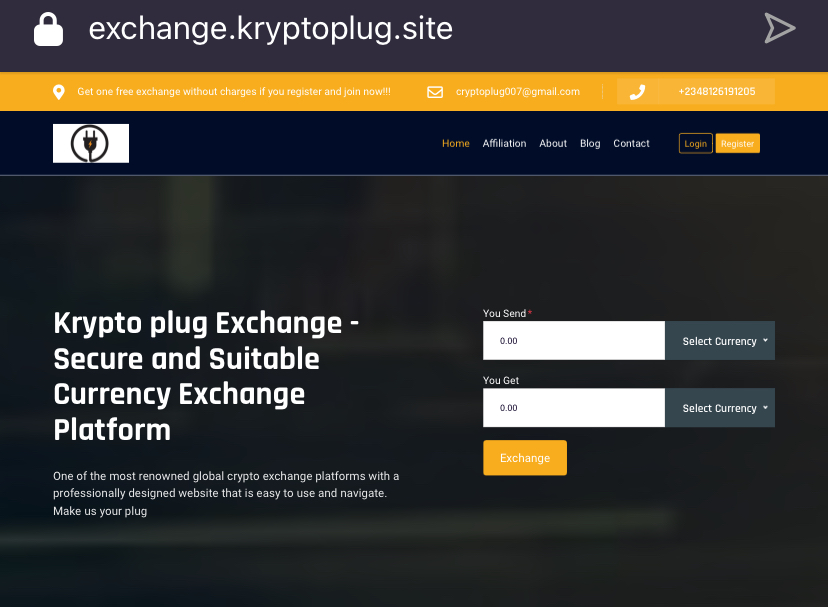 exchange.kryptoplug.site
Get one free exchange without charges if you register and join now!!!
cryptoplug007@gmail.com
+2348126191205
Home Affiliation About Blog Contact Login Register
Krypto plug Exchange -
Secure and Suitable
Currency Exchange
Platform
One of the most renowned global crypto exchange platforms with a
professionally designed website that is easy to use and navigate.
Make us your plug
You Send*
0.00 Select Currency
You Get
0.00 Select Currency
Exchange